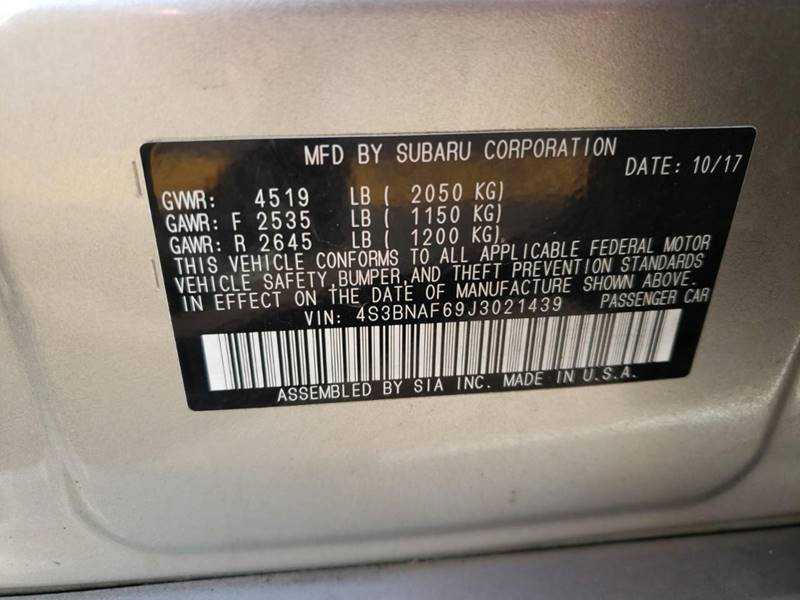 MFD BY SUBARU CORPORATION
DATE: 10/17
GVWR: 4519 LB ( 2050 KG)
GAWR: F 2535 LB ( 1150 KG)
GAWR: R 2645 LB ( 1200 KG)
THIS VEHICLE CONFORMS TO ALL APPLICABLE FEDERAL MOTOR
VEHICLE SAFETY,BUMPER,AND THEFT PREVENTION STANDARDS
IN EFFECT ON THE DATE OF MANUFACTURE SHOWN ABOVE.
VIN: 4S3BNAF69J3021439 PASSENGER CAR
ASSEMBLED BY SIA INC. MADE IN U.S.A.